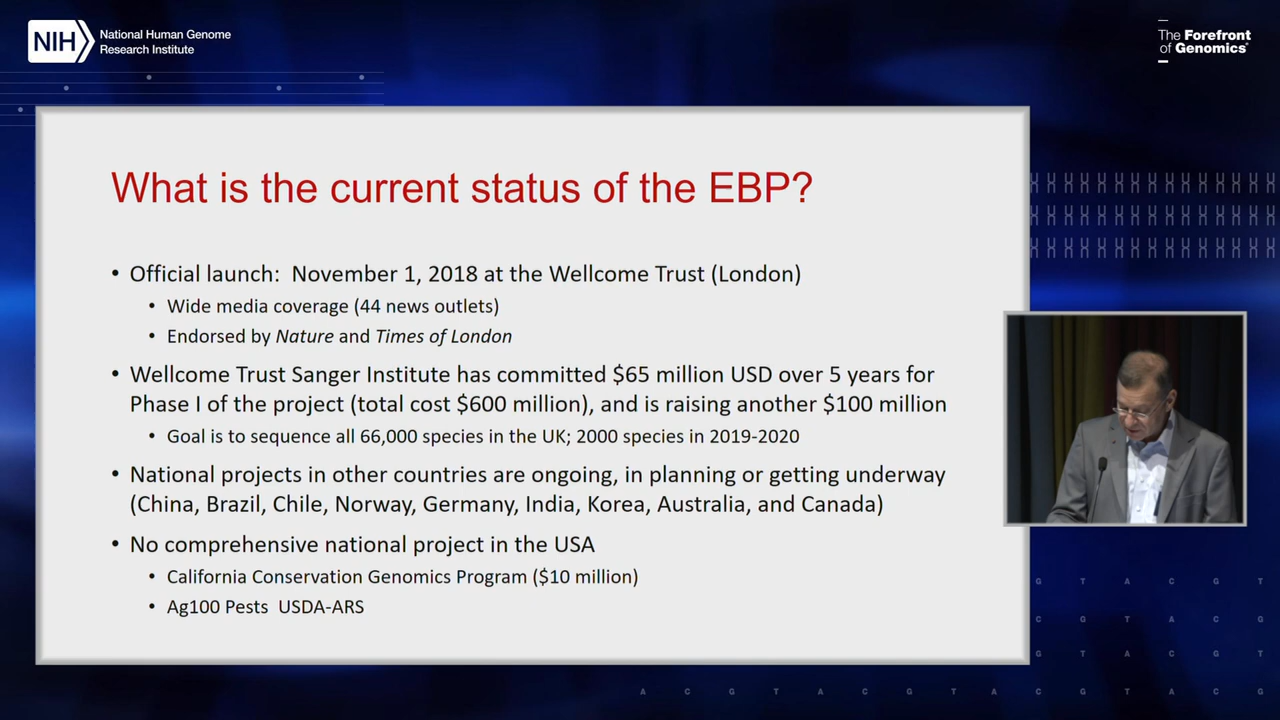 NIH National Human Genome
Research Institute
The Forefront
of Genomics®
What is the current status of the EBP?
• Official launch: November 1, 2018 at the Wellcome Trust (London)
• Wide media coverage (44 news outlets)
• Endorsed by Nature and Times of London
• Wellcome Trust Sanger Institute has committed $65 million USD over 5 years for
Phase I of the project (total cost $600 million), and is raising another $100 million
• Goal is to sequence all 66,000 species in the UK; 2000 species in 2019-2020
• National projects in other countries are ongoing, in planning or getting underway
(China, Brazil, Chile, Norway, Germany, India, Korea, Australia, and Canada)
• No comprehensive national project in the USA
• California Conservation Genomics Program ($10 million)
• Ag100 Pests USDA-ARS
G T A C G T
C G T A C G
G T A C G T
A C G T A C G T A C G T A C G